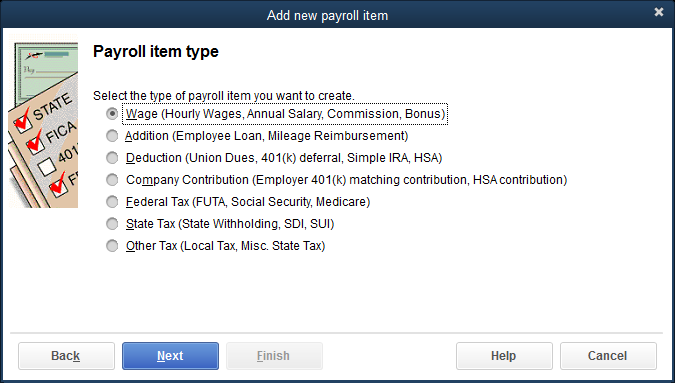 Add new payroll item
Payroll item type
Select the type of payroll item you want to create.
Wage (Hourly Wages, Annual Salary, Commission, Bonus)
Addition (Employee Loan, Mileage Reimbursement)
Deduction (Union Dues, 401(k) deferral, Simple IRA, HSA)
Company Contribution (Employer 401(k) matching contribution, HSA contribution)
Federal Tax (FUTA, Social Security, Medicare)
State Tax (State Withholding, SDI, SUI)
Other Tax (Local Tax, Misc. State Tax)
STATE
FICA
401
Back
Next
Finish
Help
Cancel